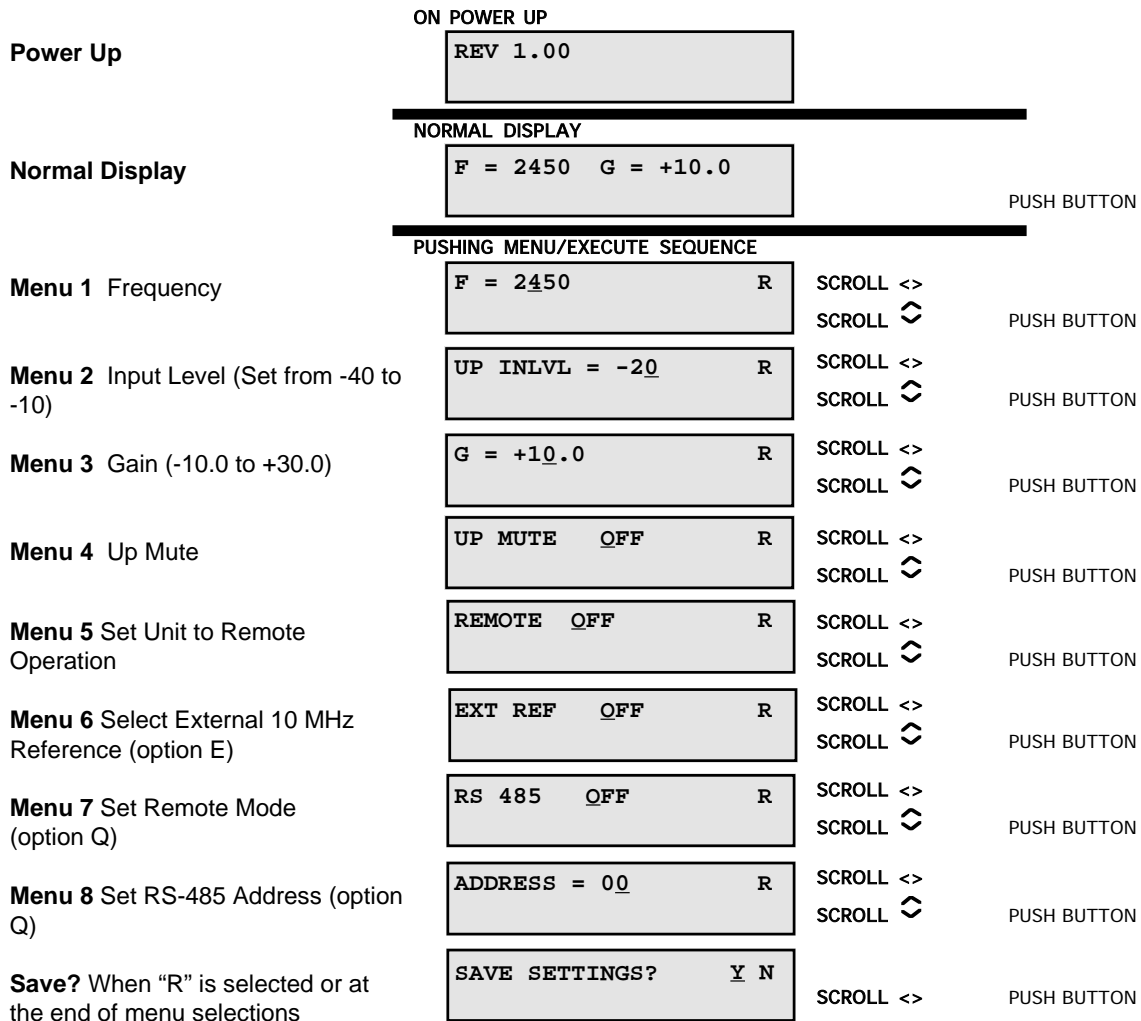 ON POWER UP
Power Up
REV 1.00
NORMAL DISPLAY
Normal Display
F = 2450 G = +10.0
PUSH BUTTON
PUSHING MENU/EXECUTE SEQUENCE
Menu 1 Frequency
F = 2450 R
SCROLL <>
SCROLL
PUSH BUTTON
Menu 2 Input Level (Set from -40 to
-10)
UP INLVL = -20 R
SCROLL <>
SCROLL
PUSH BUTTON
Menu 3 Gain (-10.0 to +30.0)
G = +10.0 R
SCROLL <>
SCROLL
PUSH BUTTON
Menu 4 Up Mute
UP MUTE OFF R
SCROLL <>
SCROLL
PUSH BUTTON
Menu 5 Set Unit to Remote
Operation
REMOTE OFF R
SCROLL <>
SCROLL
PUSH BUTTON
Menu 6 Select External 10 MHz
Reference (option E)
EXT REF OFF R
SCROLL <>
SCROLL
PUSH BUTTON
Menu 7 Set Remote Mode
(option Q)
RS 485 OFF R
SCROLL <>
SCROLL
PUSH BUTTON
Menu 8 Set RS-485 Address (option
Q)
ADDRESS = 00 R
SCROLL <>
SCROLL
PUSH BUTTON
Save? When “R” is selected or at
the end of menu selections
SAVE SETTINGS? Y N
SCROLL <>
PUSH BUTTON